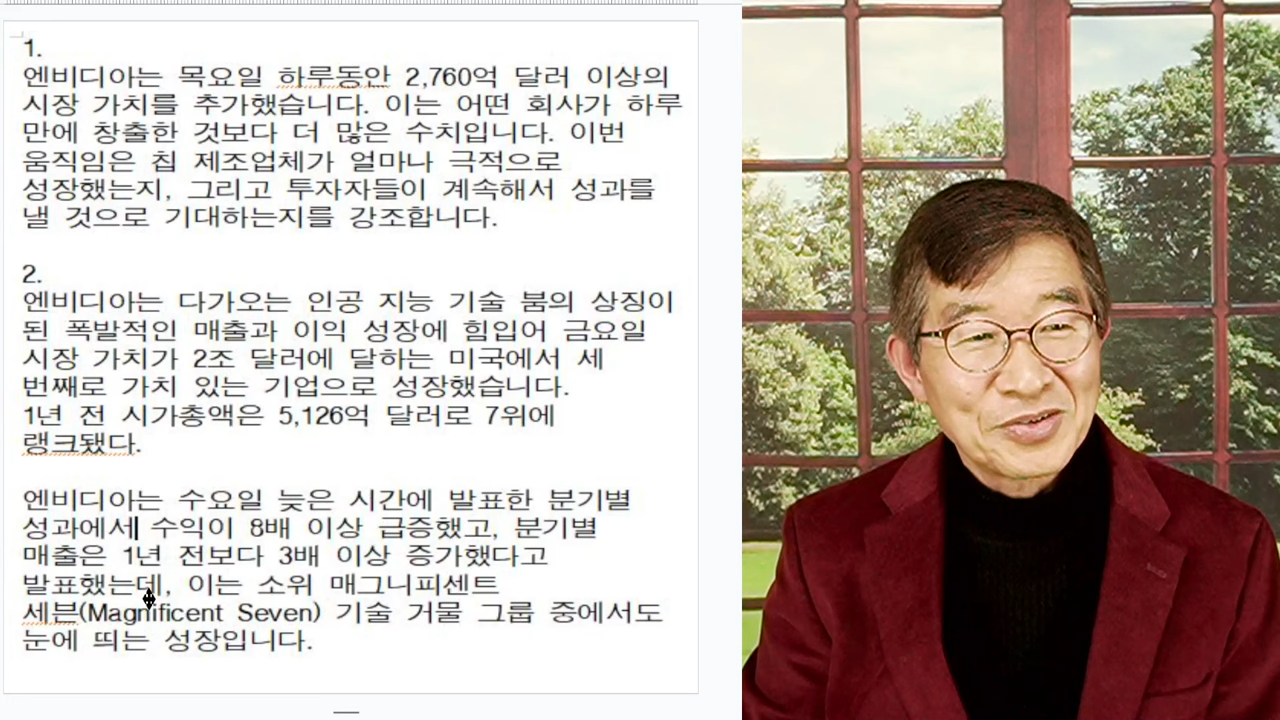 1.
엔비디아는 목요일 하루동안 2,760억 달러 이상의
시장 가치를 추가했습니다. 이는 어떤 회사가 하루
만에 창출한 것보다 더 많은 수치입니다. 이번
움직임은 칩 제조업체가 얼마나 극적으로
성장했는지, 그리고 투자자들이 계속해서 성과를
낼 것으로 기대하는지를 강조합니다.
2.
엔비디아는 다가오는 인공 지능 기술 붐의 상징이
된 폭발적인 매출과 이익 성장에 힘입어 금요일
시장 가치가 2조 달러에 달하는 미국에서 세
번째로 가치 있는 기업으로 성장했습니다.
1년 전 시가총액은 5,126억 달러로 7위에
랭크됐다.
엔비디아는 수요일 늦은 시간에 발표한 분기별
성과에서 수익이 8배 이상 급증했고, 분기별
매출은 1년 전보다 3배 이상 증가했다고
발표했는데, 이는 소위 매그니피센트
세븐(Magnificent Seven) 기술 거물 그룹 중에서도
눈에 띄는 성장입니다.